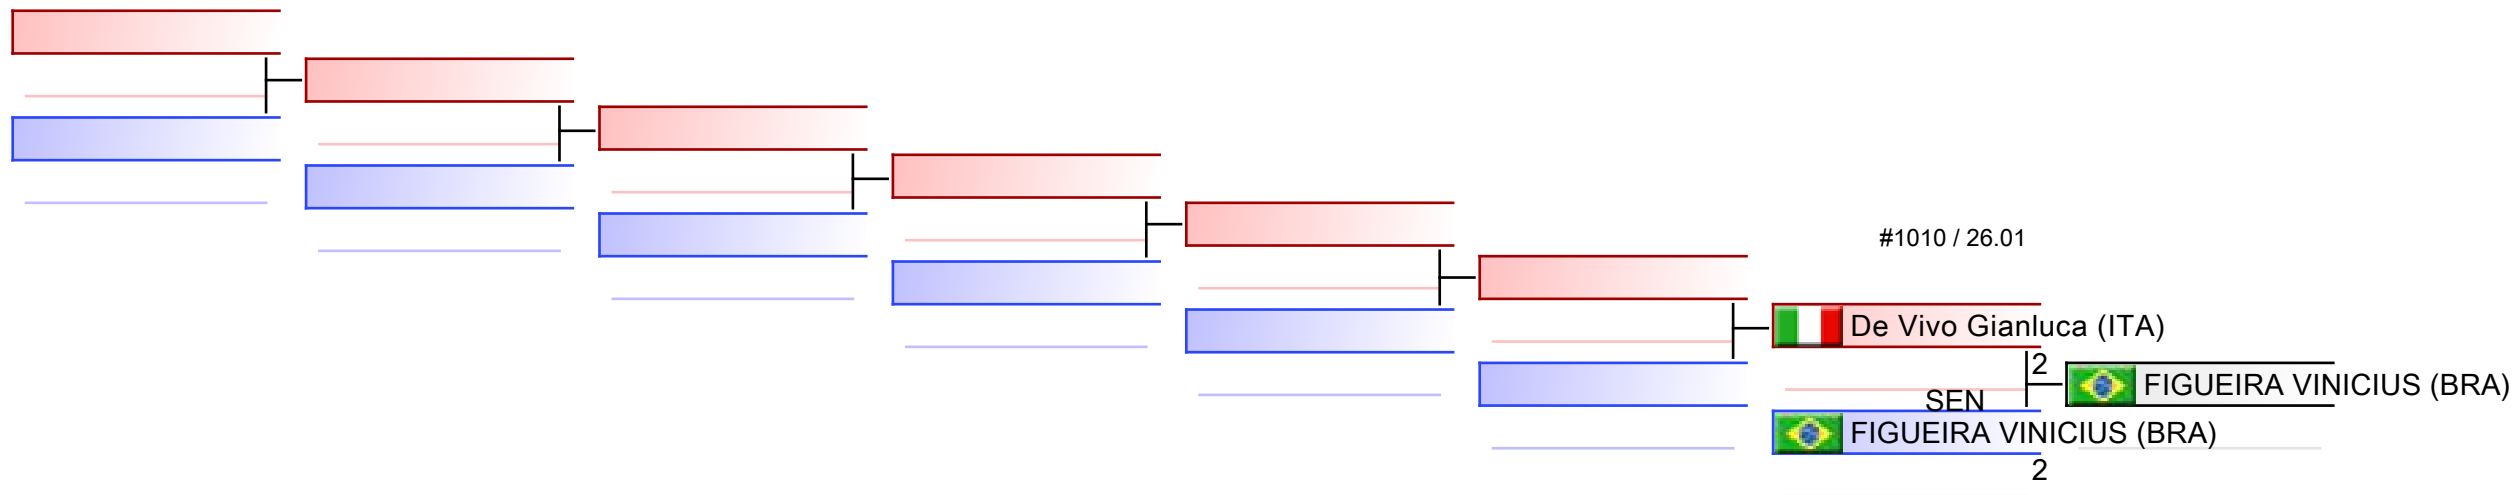 #1010 / 26.01
De Vivo Gianluca (ITA)
2
FIGUEIRA VINICIUS (BRA)
SEN
FIGUEIRA VINICIUS (BRA)
2